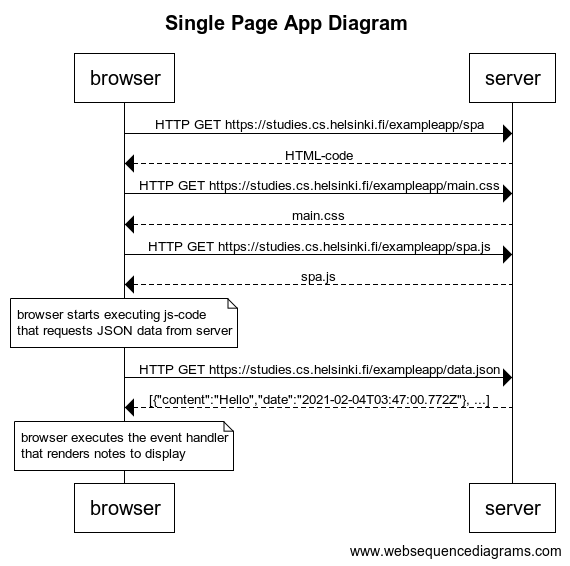 Single Page App Diagram
browser
server
HTTP GET https://studies.cs.helsinki.fi/exampleapp/spa
HTML-code
HTTP GET https://studies.cs.helsinki.fi/exampleapp/main.css
main.css
HTTP GET https://studies.cs.helsinki.fi/exampleapp/spa.js
spa.js
browser starts executing js-code
that requests JSON data from server
HTTP GET https://studies.cs.helsinki.fi/exampleapp/data.json
[{"content":"Hello","date":"2021-02-04T03:47:00.772Z"}, ...]
browser executes the event handler
that renders notes to display
browser
server
www.websequencediagrams.com